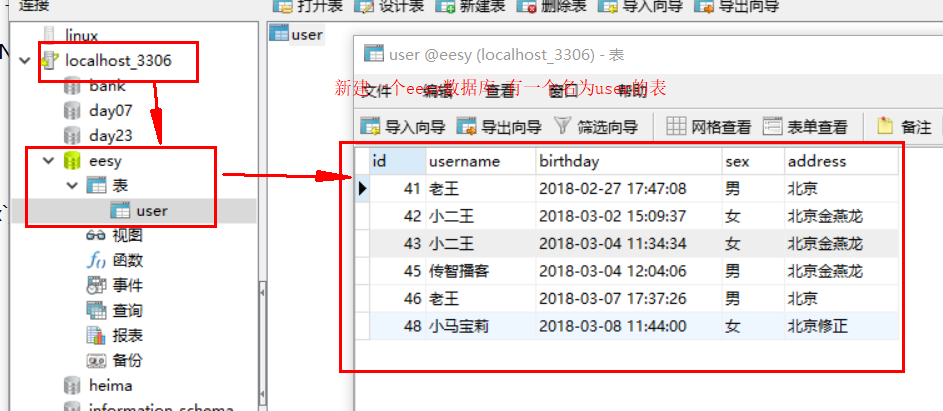 连接
linux
localhost_3306
bank
day07
day23
eesy
表
user
视图
函数
事件
查询
报表
备份
heima
information_schema
打开表 设计表 新建表 删除表 导入向导 导出向导
user
user @eesy (localhost_3306) - 表
文件 编辑 查看 窗口 帮助
新建一个eesy数据库 有一个名为user的表
导入向导 导出向导 筛选向导 网格查看 表单查看 备注
id username birthday sex address
41 老王 2018-02-27 17:47:08 男 北京
42 小二王 2018-03-02 15:09:37 女 北京金燕龙
43 小二王 2018-03-04 11:34:34 女 北京金燕龙
45 传智播客 2018-03-04 12:04:06 男 北京金燕龙
46 老王 2018-03-07 17:37:26 男 北京
48 小马宝莉 2018-03-08 11:44:00 女 北京修正